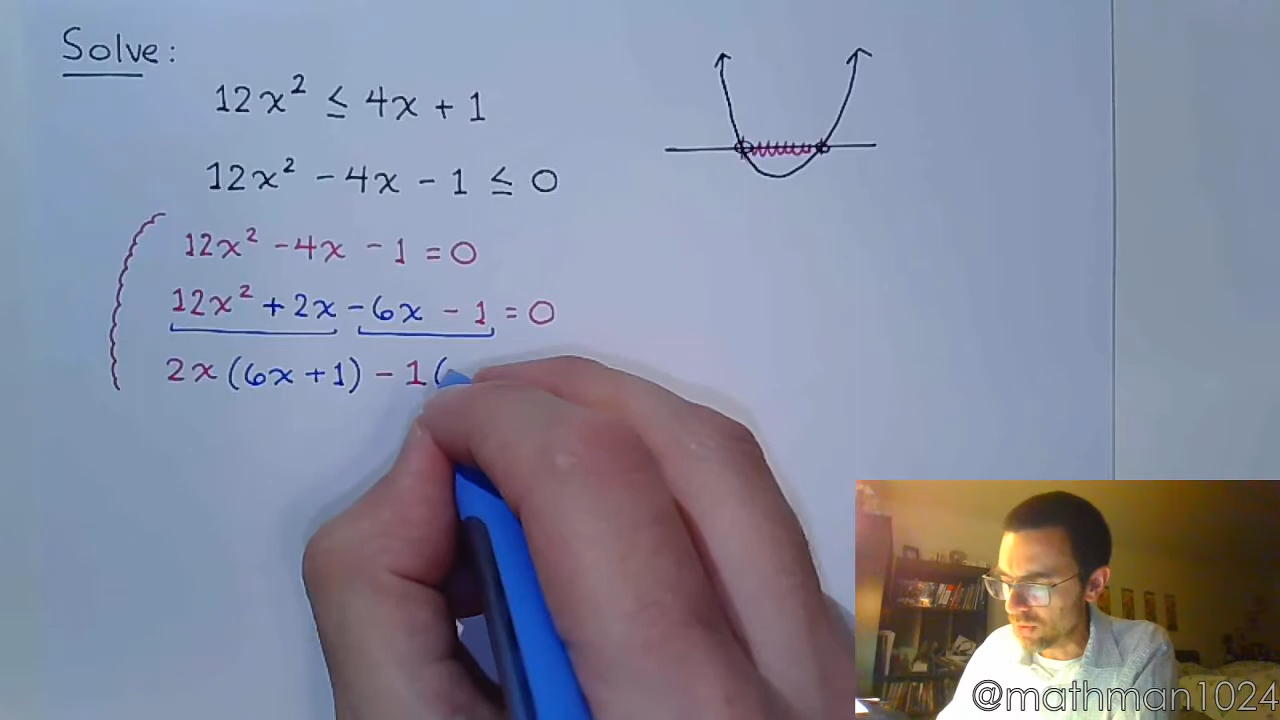 Solve:
12x² ≤ 4x + 1
12x² - 4x - 1 ≤ 0
12x² - 4x - 1 = 0
12x² + 2x - 6x - 1 = 0
2x (6x + 1) - 1 (
@mathman1024